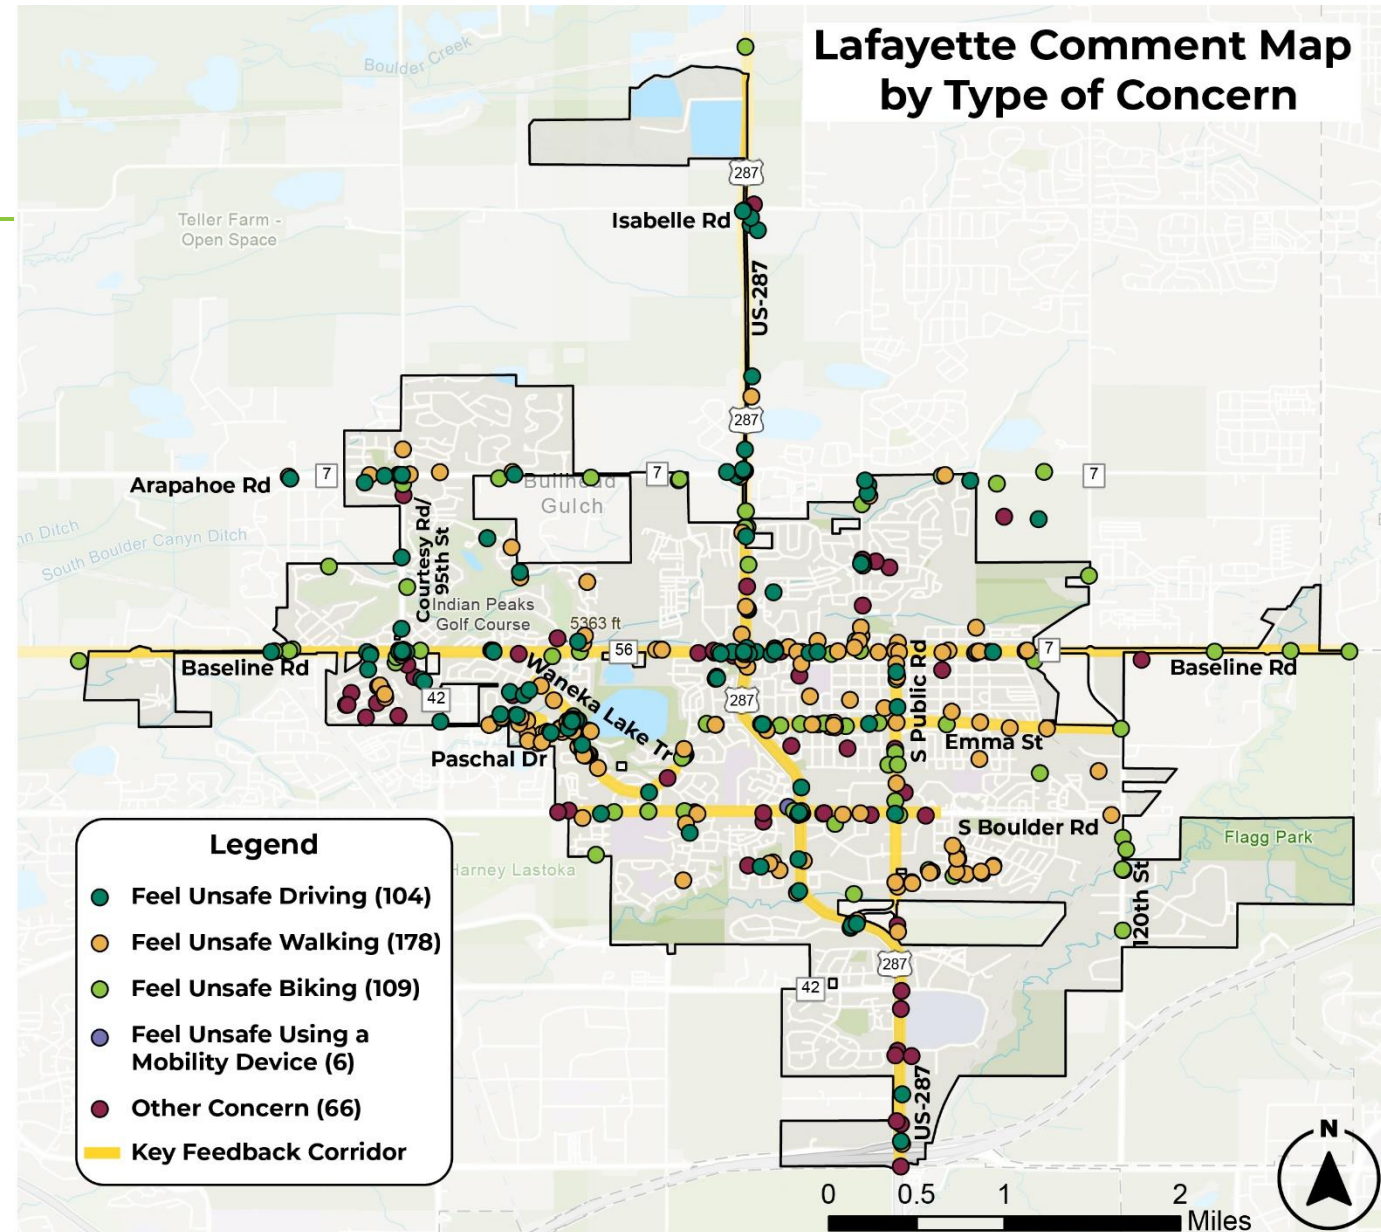 Lafayette Comment Map
by Type of Concern
Boulder Creek
287
Isabelle Rd
Teller Farm -
Open Space
US-287
287
Arapahoe Rd
7
7
7
Bullhead
Gulch
South Boulder Canyn Ditch
Courtesy Rd/
95th St
Indian Peaks
Golf Course
5363 ft
56
7
Baseline Rd
Baseline Rd
S Public Rd
42
Waneka Lake Tr
287
Emma St
Paschal Dr
S Boulder Rd
Flagg Park
Harney Lastoka
120th St
287
42
US-287
Legend
Feel Unsafe Driving (104)
Feel Unsafe Walking (178)
Feel Unsafe Biking (109)
Feel Unsafe Using a
Mobility Device (6)
Other Concern (66)
Key Feedback Corridor
N
0 0.5 1 2
Miles